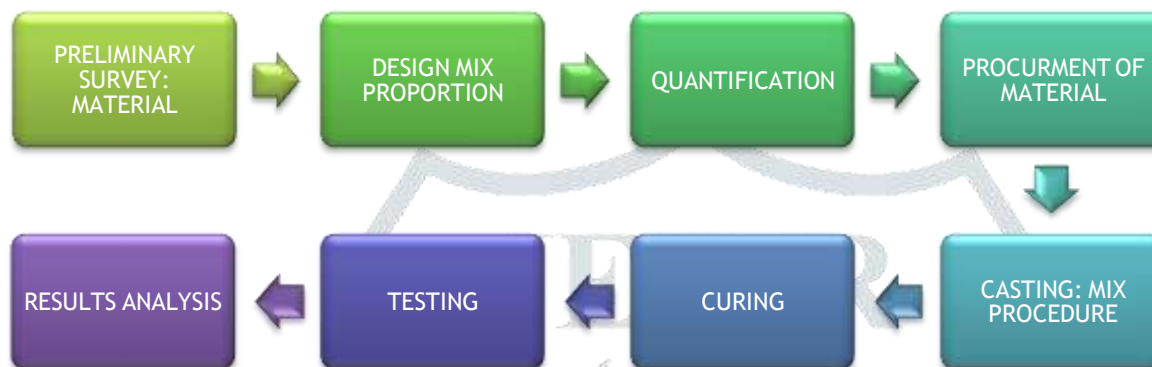 PRELIMINARY
SURVEY:
MATERIAL
DESIGN MIX
PROPORTION
QUANTIFICATION
PROCURMENT OF
MATERIAL
CASTING: MIX
PROCEDURE
CURING
TESTING
RESULTS ANALYSIS